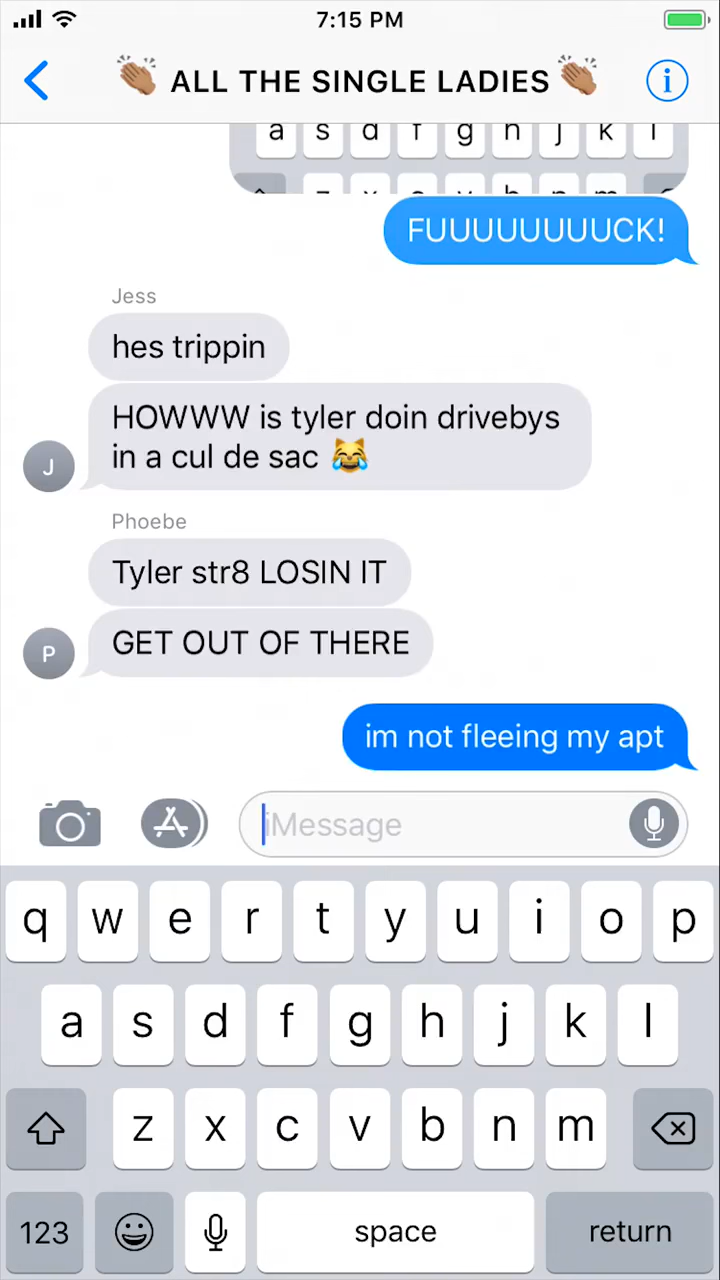 7:15 PM
👏🏽 ALL THE SINGLE LADIES 👏🏽
a s d f g h j k l
z x c v b n m
FUUUUUUUUCK!
Jess
hes trippin
HOWWW is tyler doin drivebys
in a cul de sac 😹
J
Phoebe
Tyler str8 LOSIN IT
GET OUT OF THERE
P
im not fleeing my apt
iMessage
q w e r t y u i o p
a s d f g h j k l
z x c v b n m
123 space return